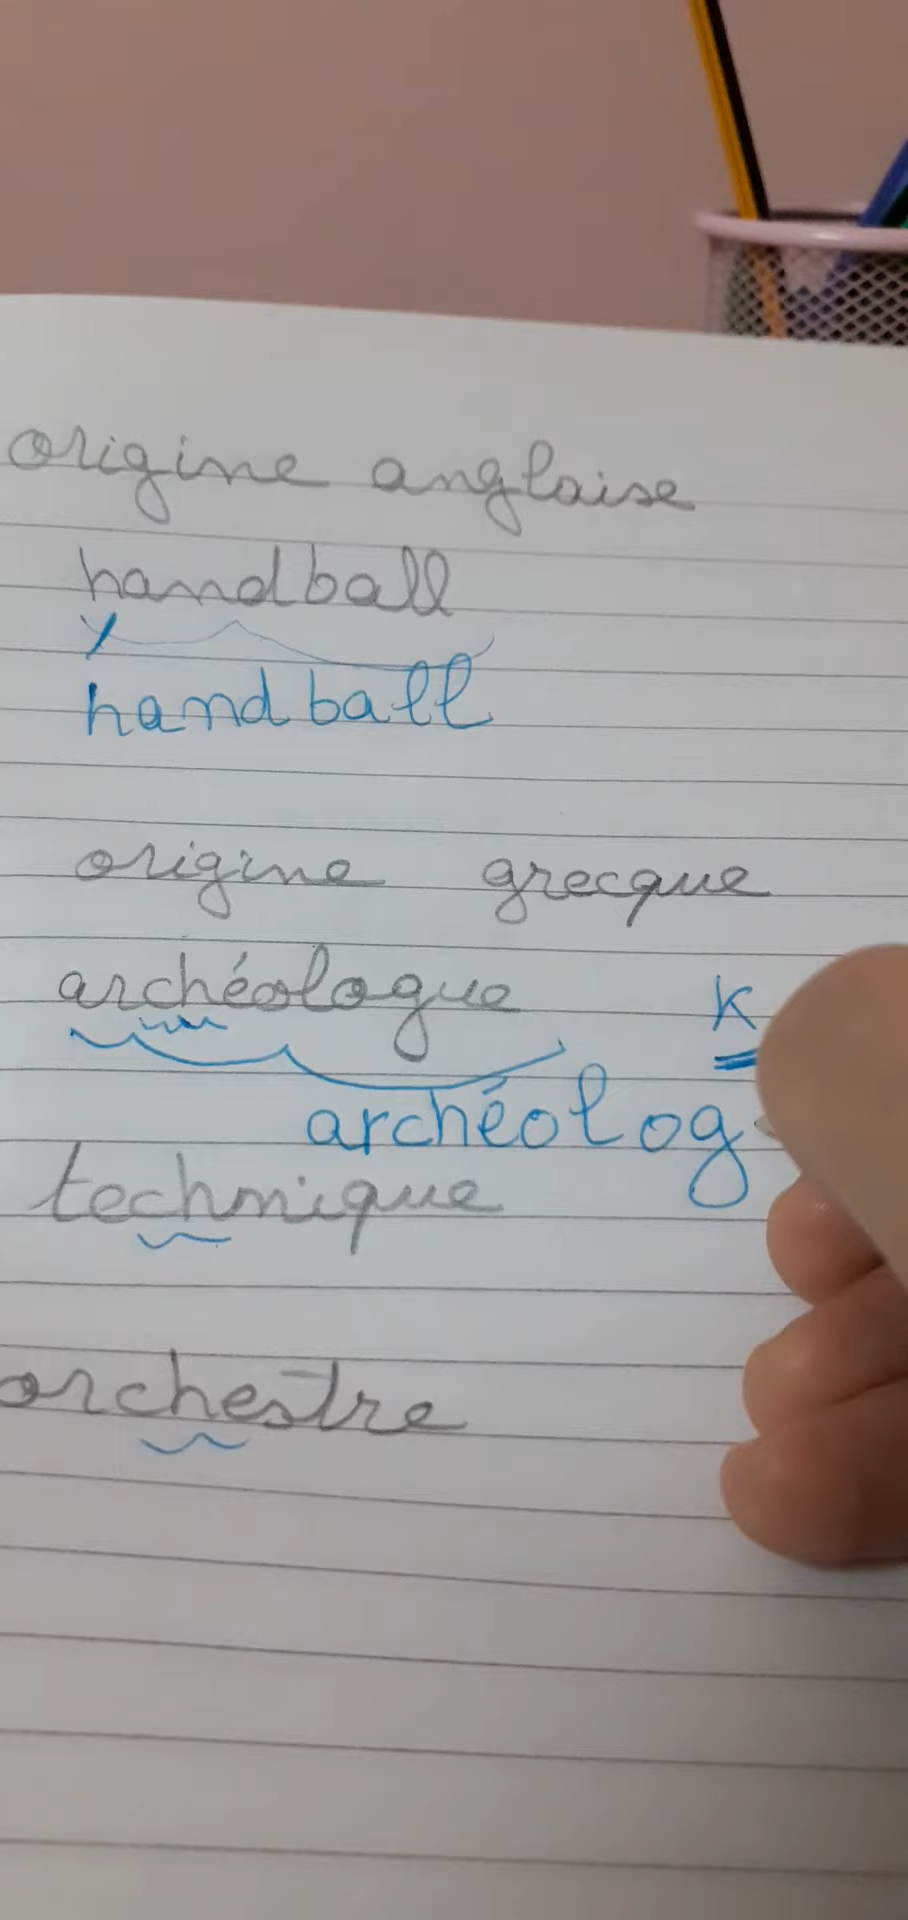 origine anglaise
handball
handball
origine grecque
archéologue K
archéolog
technique
orchestre